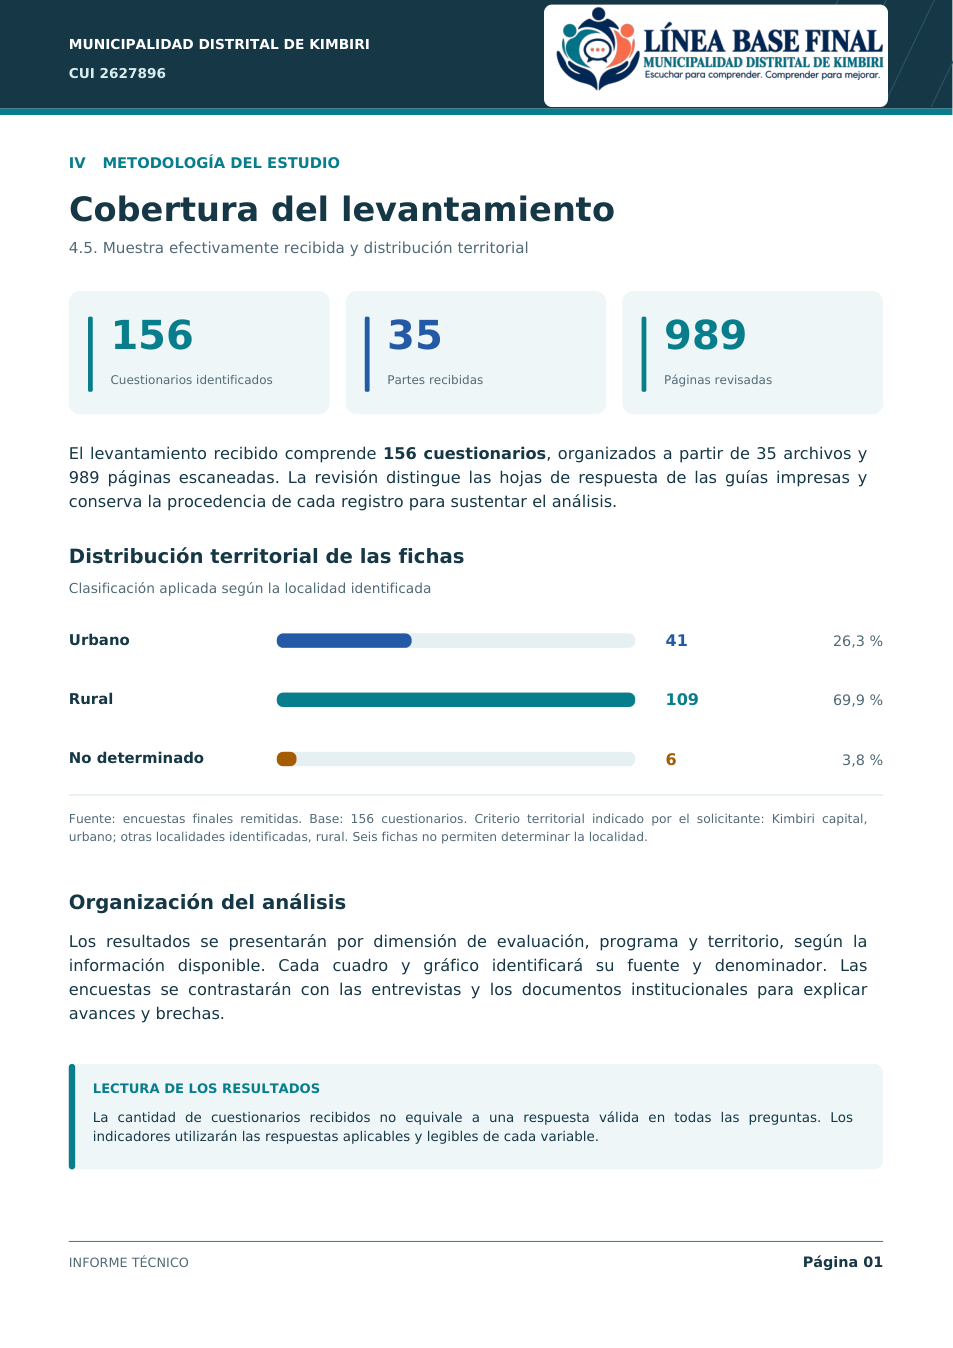 MUNICIPALIDAD DISTRITAL DE KIMBIRI
CUI 2627896
LÍNEA BASE FINAL
MUNICIPALIDAD DISTRITAL DE KIMBIRI
Escuchar para comprender. Comprender para mejorar.
IV METODOLOGÍA DEL ESTUDIO
Cobertura del levantamiento
4.5. Muestra efectivamente recibida y distribución territorial
156
Cuestionarios identificados
35
Partes recibidas
989
Páginas revisadas
El levantamiento recibido comprende 156 cuestionarios, organizados a partir de 35 archivos y
989 páginas escaneadas. La revisión distingue las hojas de respuesta de las guías impresas y
conserva la procedencia de cada registro para sustentar el análisis.
Distribución territorial de las fichas
Clasificación aplicada según la localidad identificada
Urbano 41 26,3 %
Rural 109 69,9 %
No determinado 6 3,8 %
Fuente: encuestas finales remitidas. Base: 156 cuestionarios. Criterio territorial indicado por el solicitante: Kimbiri capital,
urbano; otras localidades identificadas, rural. Seis fichas no permiten determinar la localidad.
Organización del análisis
Los resultados se presentarán por dimensión de evaluación, programa y territorio, según la
información disponible. Cada cuadro y gráfico identificará su fuente y denominador. Las
encuestas se contrastarán con las entrevistas y los documentos institucionales para explicar
avances y brechas.
LECTURA DE LOS RESULTADOS
La cantidad de cuestionarios recibidos no equivale a una respuesta válida en todas las preguntas. Los
indicadores utilizarán las respuestas aplicables y legibles de cada variable.
INFORME TÉCNICO
Página 01